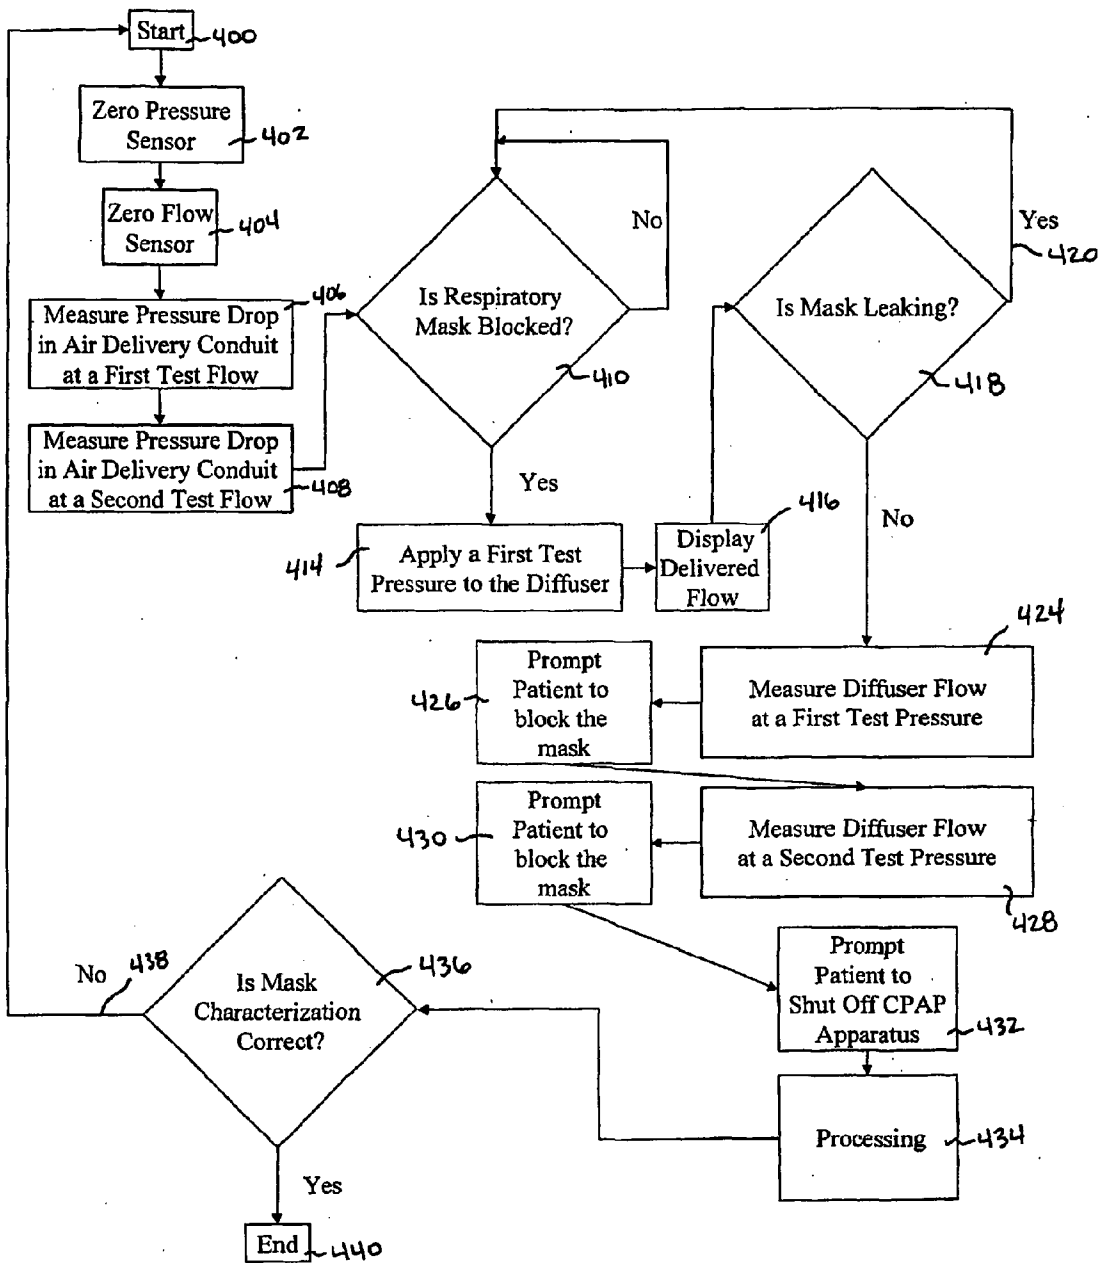 Start
400
Zero Pressure
Sensor
402
Zero Flow
Sensor
404
406
Measure Pressure Drop
in Air Delivery Conduit
at a First Test Flow
Measure Pressure Drop
in Air Delivery Conduit
at a Second Test Flow
408
Is Respiratory
Mask Blocked?
410
No
Yes
414
Apply a First Test
Pressure to the Diffuser
416
Display
Delivered
Flow
Is Mask Leaking?
418
Yes
420
No
424
Measure Diffuser Flow
at a First Test Pressure
426
Prompt
Patient to
block the
mask
Measure Diffuser Flow
at a Second Test Pressure
428
430
Prompt
Patient to
block the
mask
Prompt
Patient to
Shut Off CPAP
Apparatus
432
Processing
434
Is Mask
Characterization
Correct?
436
No
438
Yes
End
440